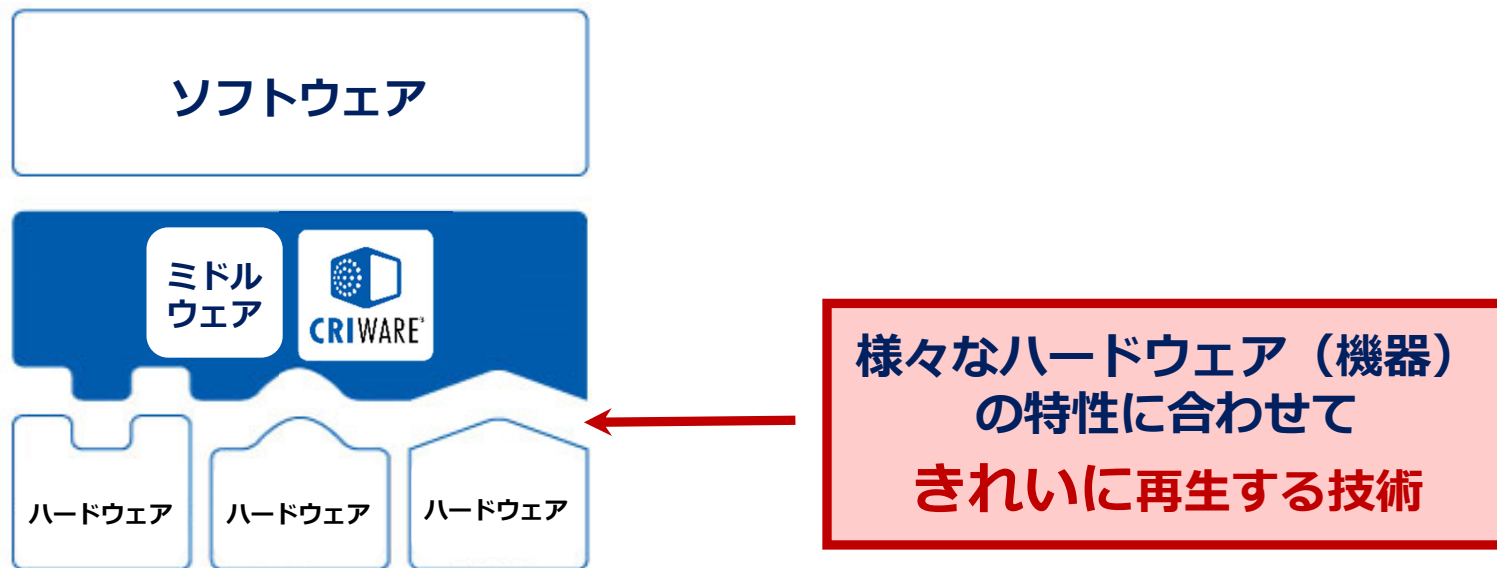 ソフトウェア
ミドル
ウェア
CRIWARE
ハードウェア
ハードウェア
ハードウェア
様々なハードウェア（機器）
の特性に合わせて
きれいに再生する技術